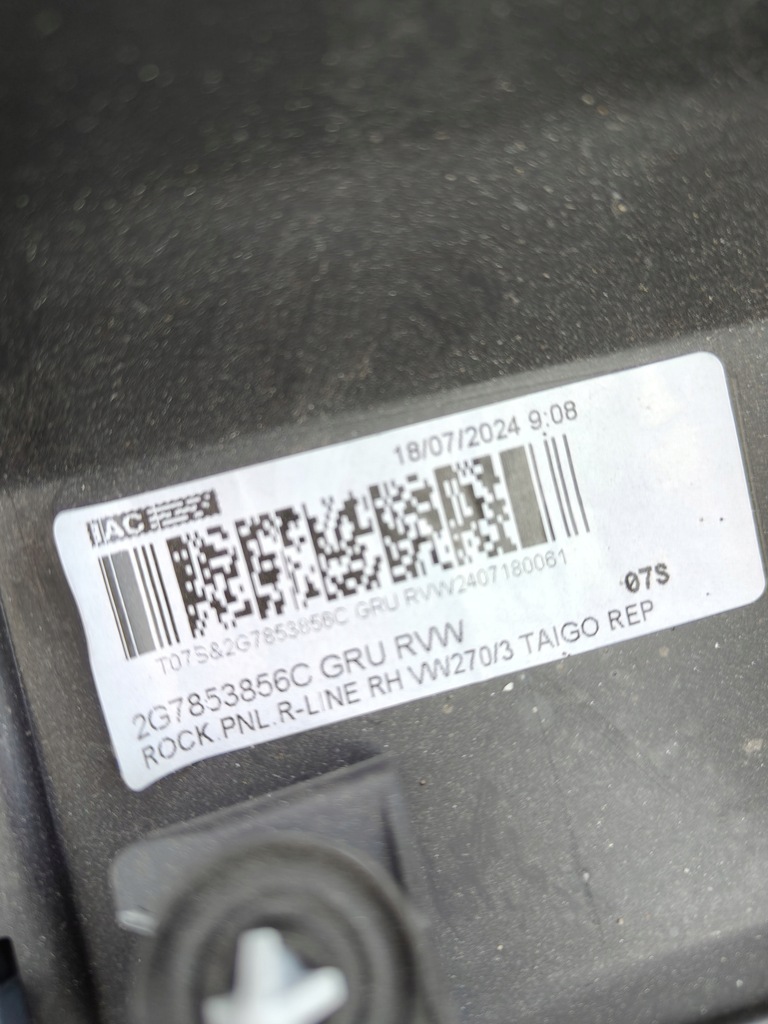 18/07/2024 9:08
IAC
T07S&2G7853856C GRU RVW2407180061
07S
2G7853856C GRU RVW
ROCK.PNL.R-LINE RH VW270/3 TAIGO REP